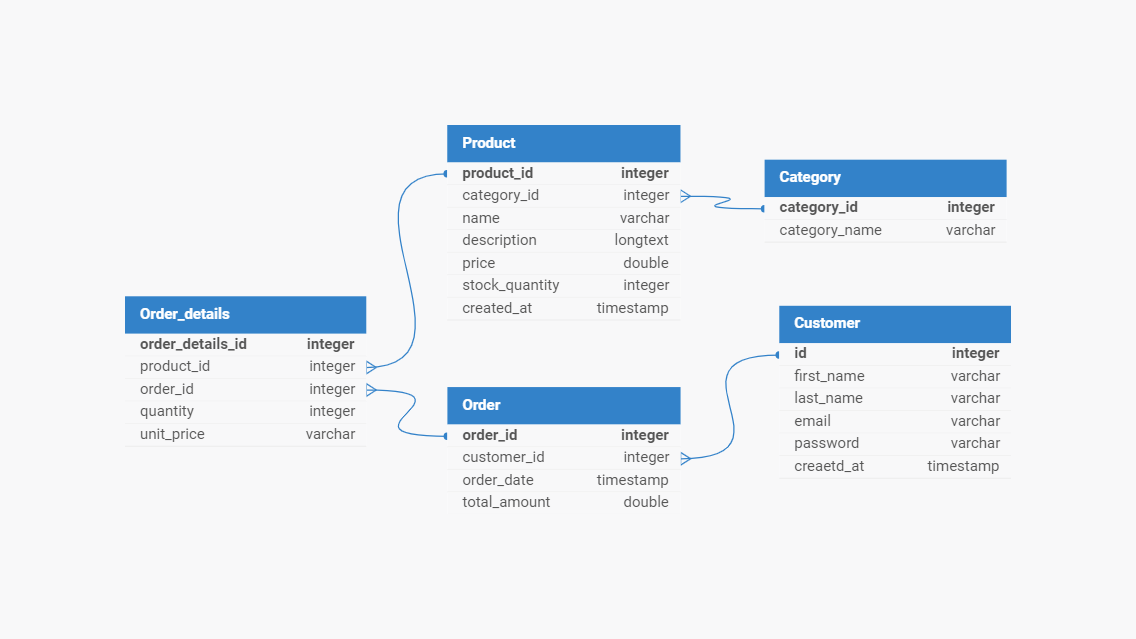 Product
product_id integer
category_id integer
name varchar
description longtext
price double
stock_quantity integer
created_at timestamp
Category
category_id integer
category_name varchar
Order_details
order_details_id integer
product_id integer
order_id integer
quantity integer
unit_price varchar
Customer
id integer
first_name varchar
last_name varchar
email varchar
password varchar
creaetd_at timestamp
Order
order_id integer
customer_id integer
order_date timestamp
total_amount double